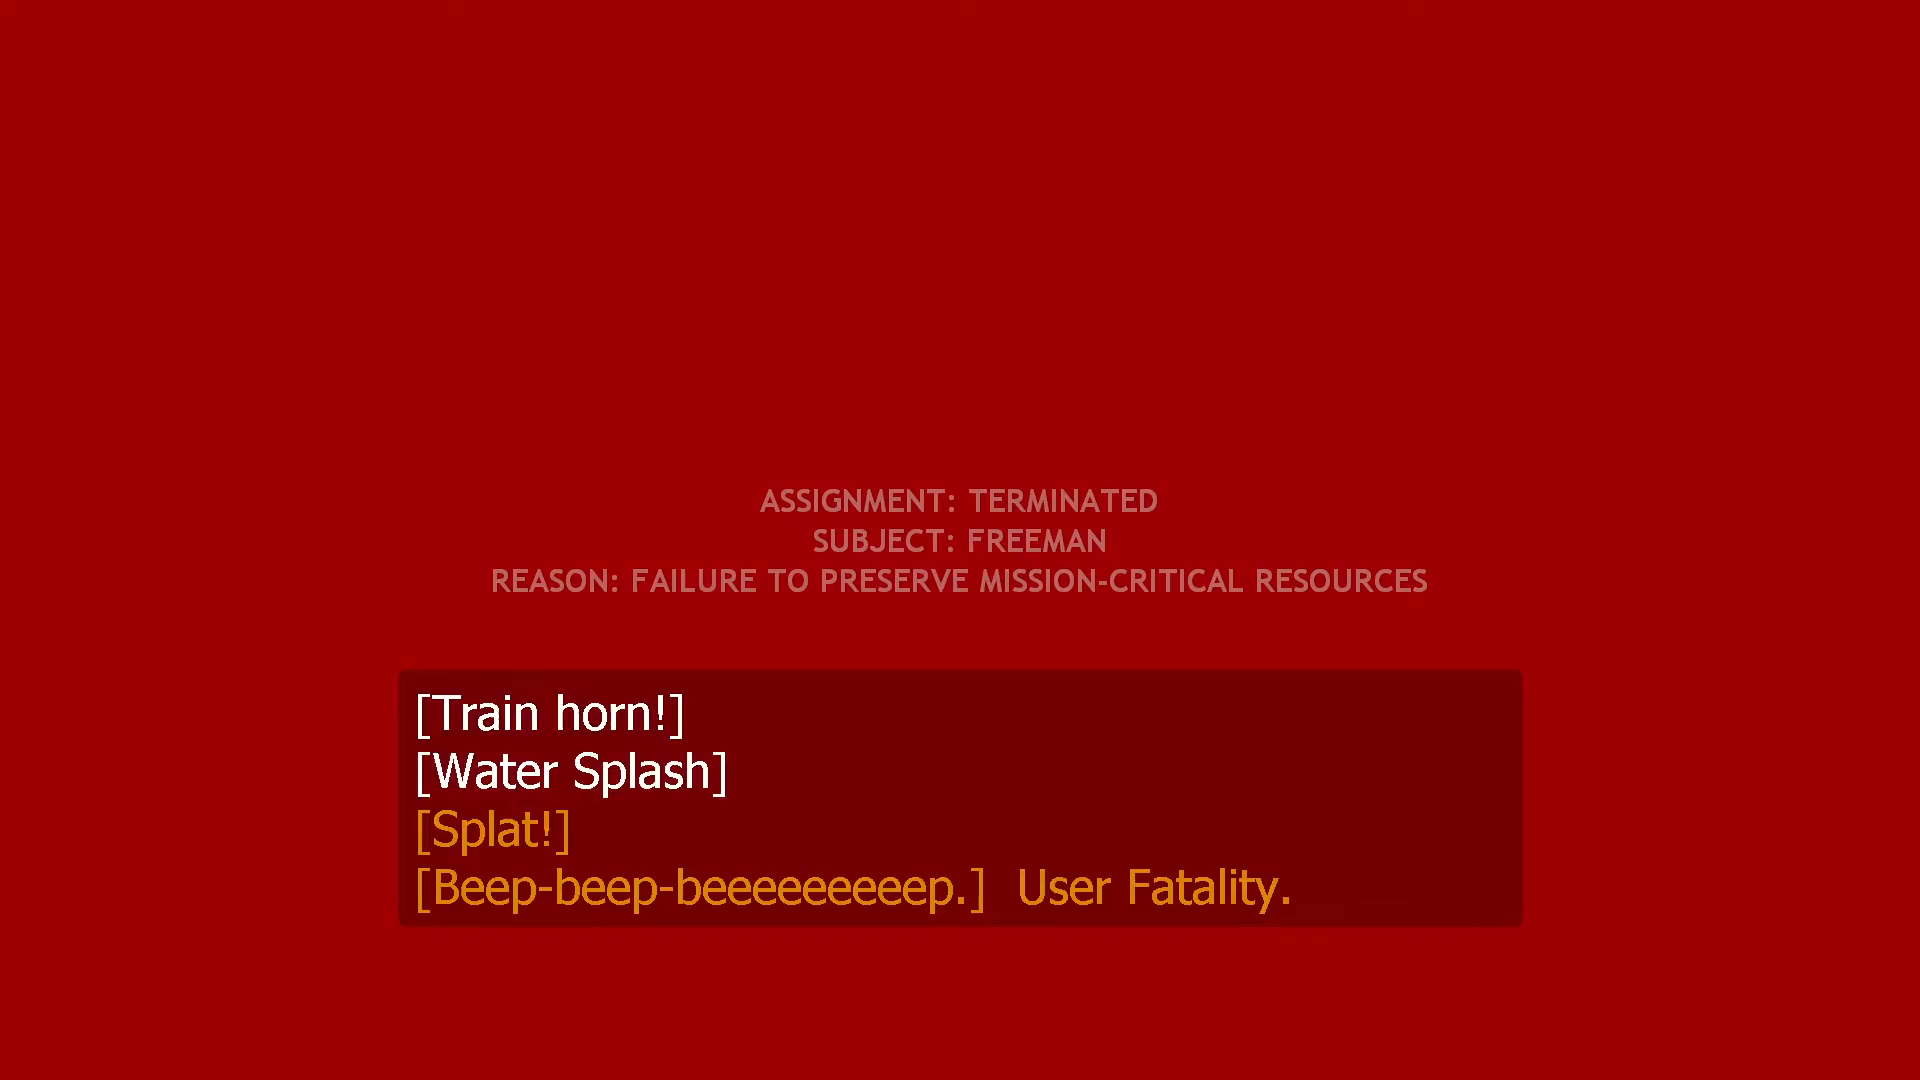 ASSIGNMENT: TERMINATED
SUBJECT: FREEMAN
REASON: FAILURE TO PRESERVE MISSION-CRITICAL RESOURCES
[Train horn!]
[Water Splash]
[Splat!]
[Beep-beep-beeeeeeeeep.]  User Fatality.